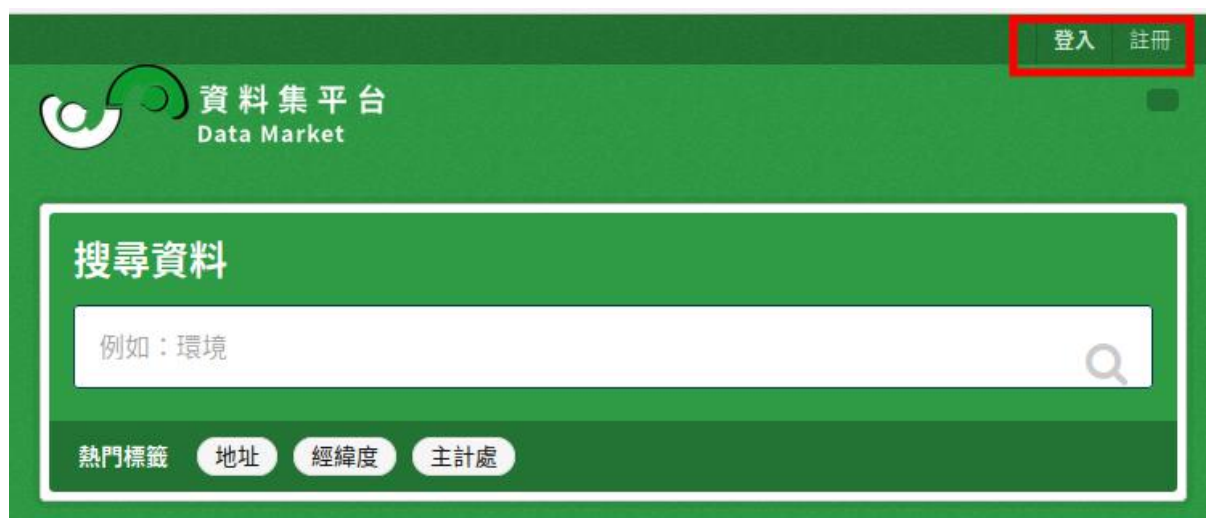 登入 註冊
資料集平台
Data Market
搜尋資料
例如：環境
熱門標籤 地址 經緯度 主計處